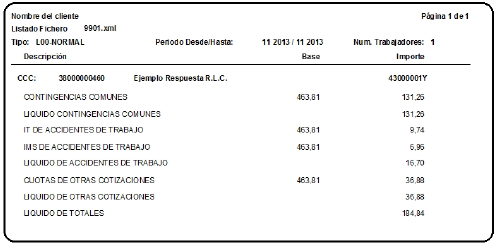 Nombre del cliente Página 1 de 1
Listado Fichero 9901.xml
Tipo: L00-NORMAL Periodo Desde/Hasta: 11 2013 / 11 2013 Num. Trabajadores: 1
Descripción Base Importe
CCC: 38000000460 Ejemplo Respuesta R.L.C. 43000001Y
CONTINGENCIAS COMUNES 463,81 131,26
LIQUIDO CONTINGENCIAS COMUNES 131,26
IT DE ACCIDENTES DE TRABAJO 463,81 9,74
IMS DE ACCIDENTES DE TRABAJO 463,81 6,96
LIQUIDO DE ACCIDENTES DE TRABAJO 16,70
CUOTAS DE OTRAS COTIZACIONES 463,81 36,88
LIQUIDO DE OTRAS COTIZACIONES 36,88
LIQUIDO DE TOTALES 184,84